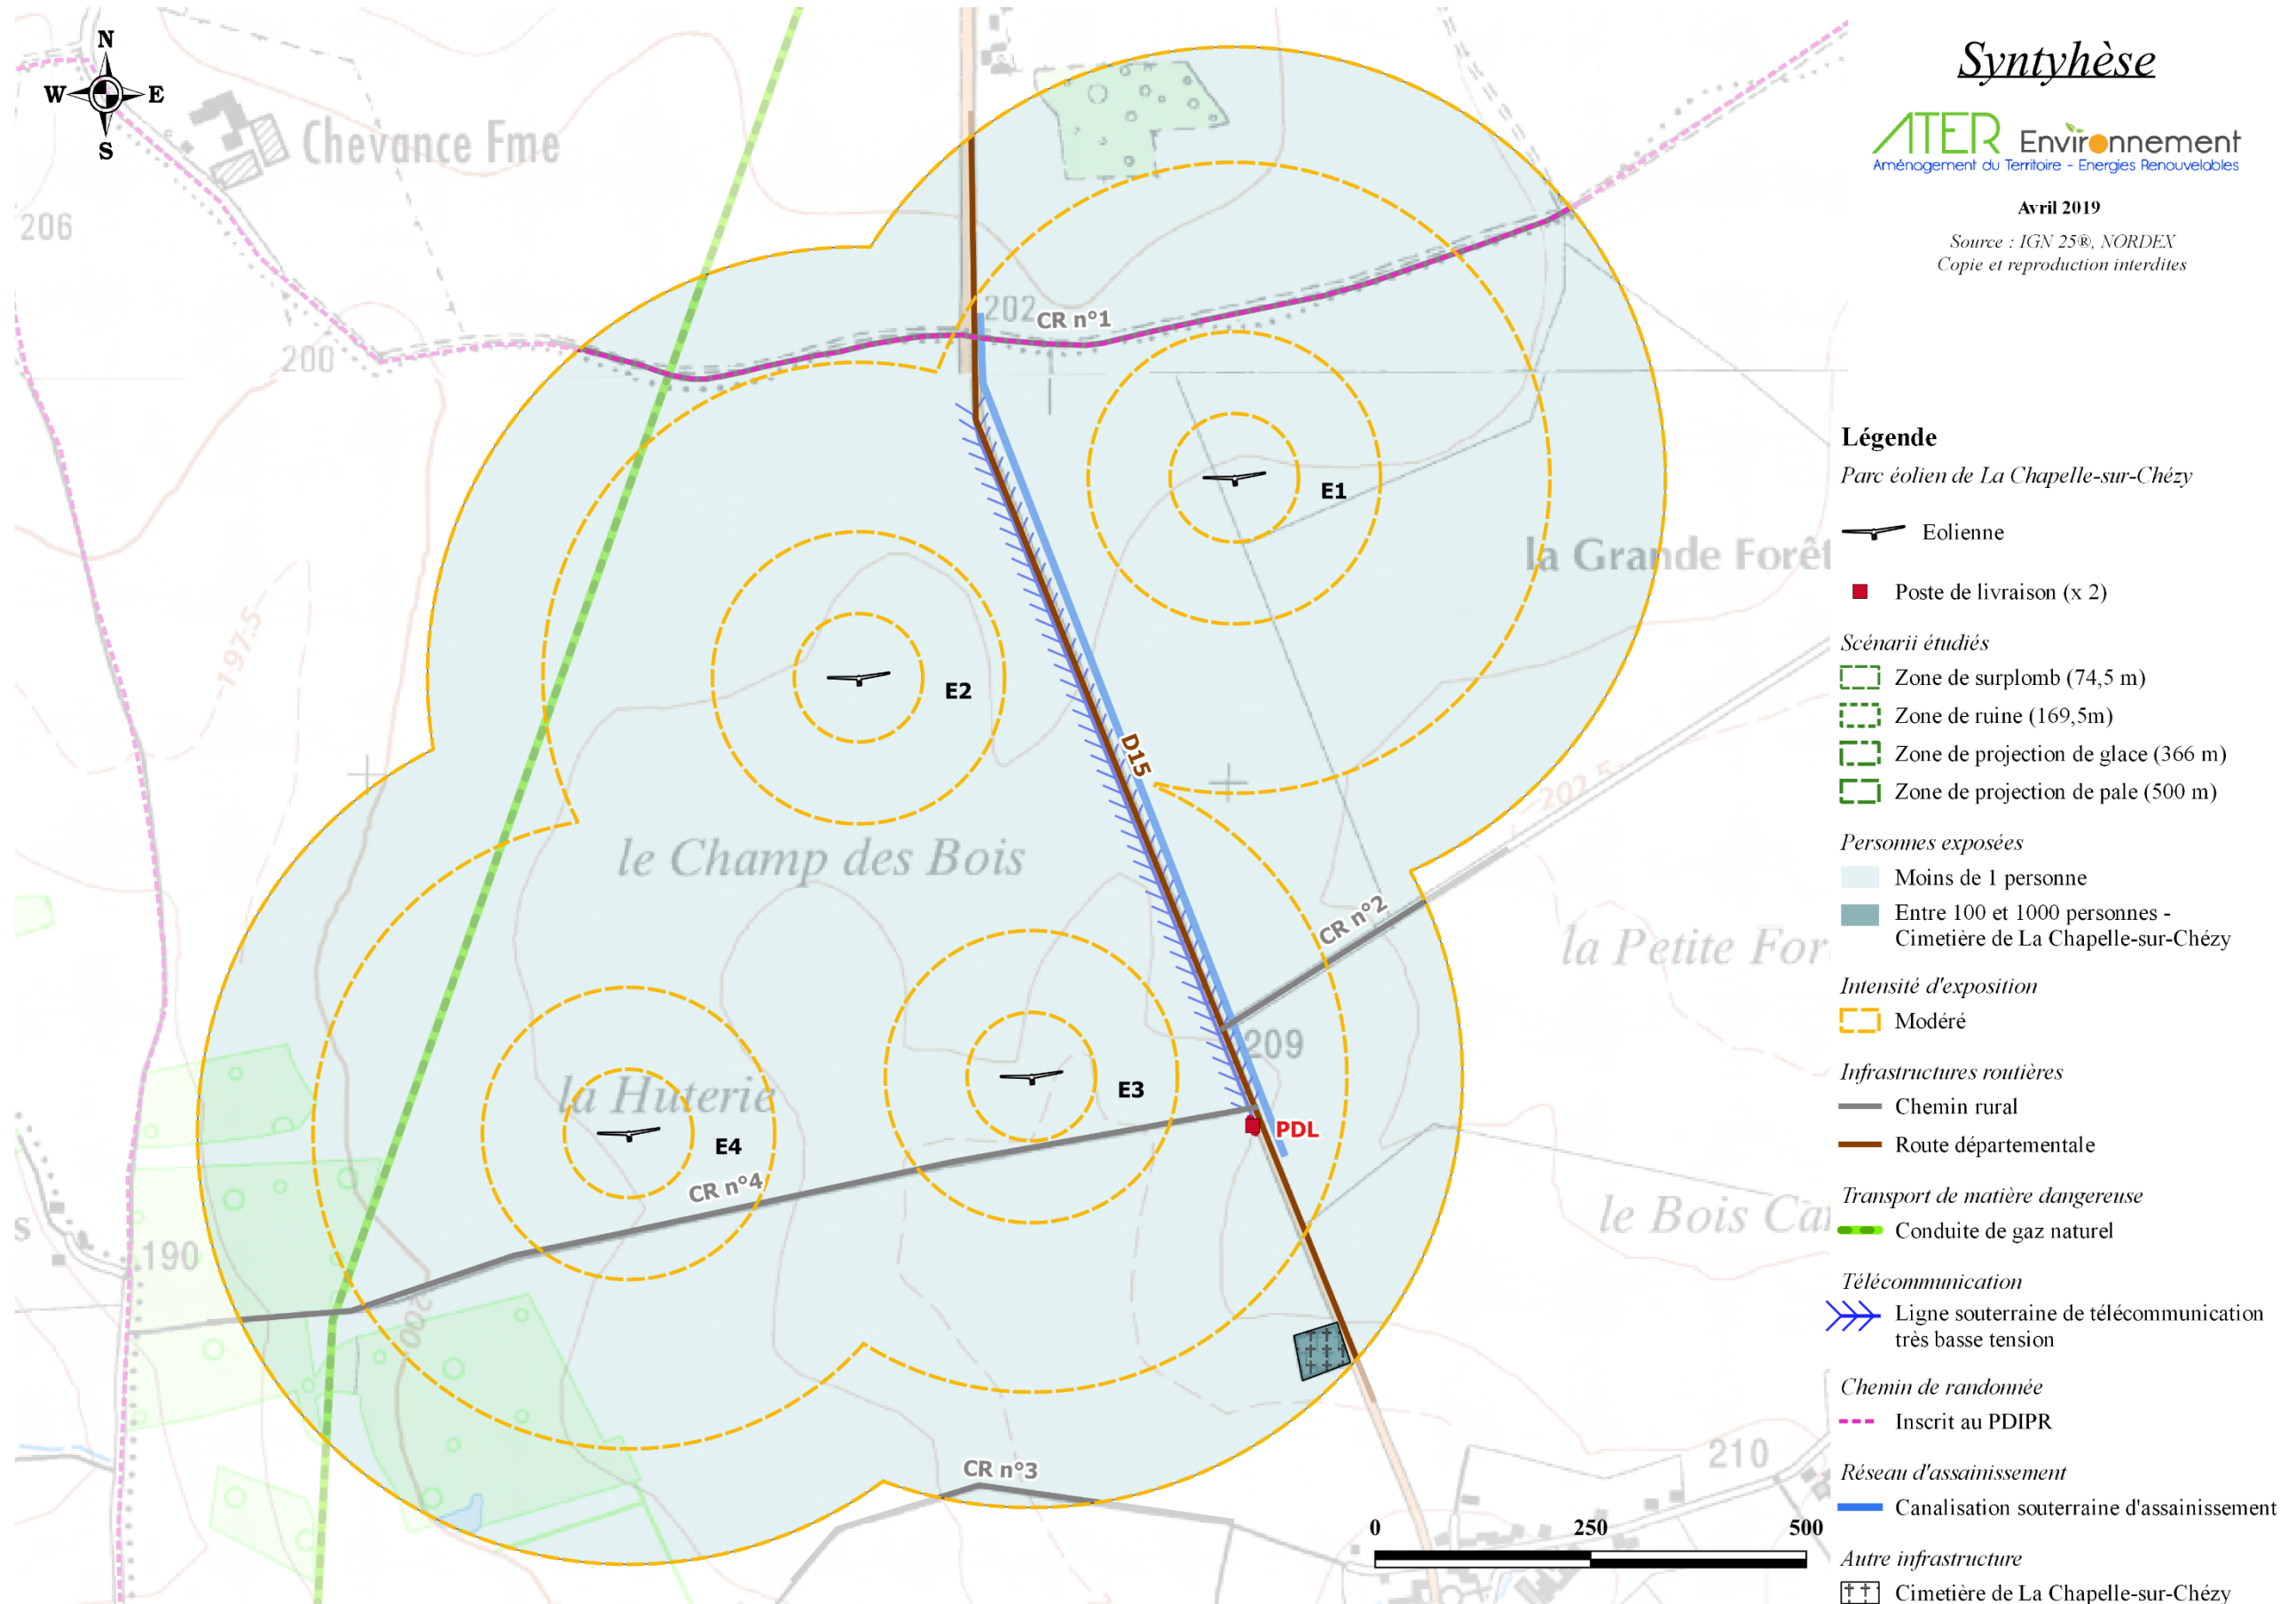 N
W E
S
Chevance Fme
206
200
202
CR n°1
197.5
E1
la Grande Forêt
E2
D15
le Champ des Bois
202.5
CR n°2
la Petite For
209
la Huterie
E3
E4
PDL
CR n°4
le Bois Car
s
190
200
CR n°3
210
0 250 500
Syntyhèse
ATER Environnement
Aménagement du Territoire - Energies Renouvelables
Avril 2019
Source : IGN 25®, NORDEX
Copie et reproduction interdites
Légende
Parc éolien de La Chapelle-sur-Chézy
Eolienne
Poste de livraison (x 2)
Scénarii étudiés
Zone de surplomb (74,5 m)
Zone de ruine (169,5m)
Zone de projection de glace (366 m)
Zone de projection de pale (500 m)
Personnes exposées
Moins de 1 personne
Entre 100 et 1000 personnes -
Cimetière de La Chapelle-sur-Chézy
Intensité d'exposition
Modéré
Infrastructures routières
Chemin rural
Route départementale
Transport de matière dangereuse
Conduite de gaz naturel
Télécommunication
Ligne souterraine de télécommunication
très basse tension
Chemin de randonnée
Inscrit au PDIPR
Réseau d'assainissement
Canalisation souterraine d'assainissement
Autre infrastructure
Cimetière de La Chapelle-sur-Chézy